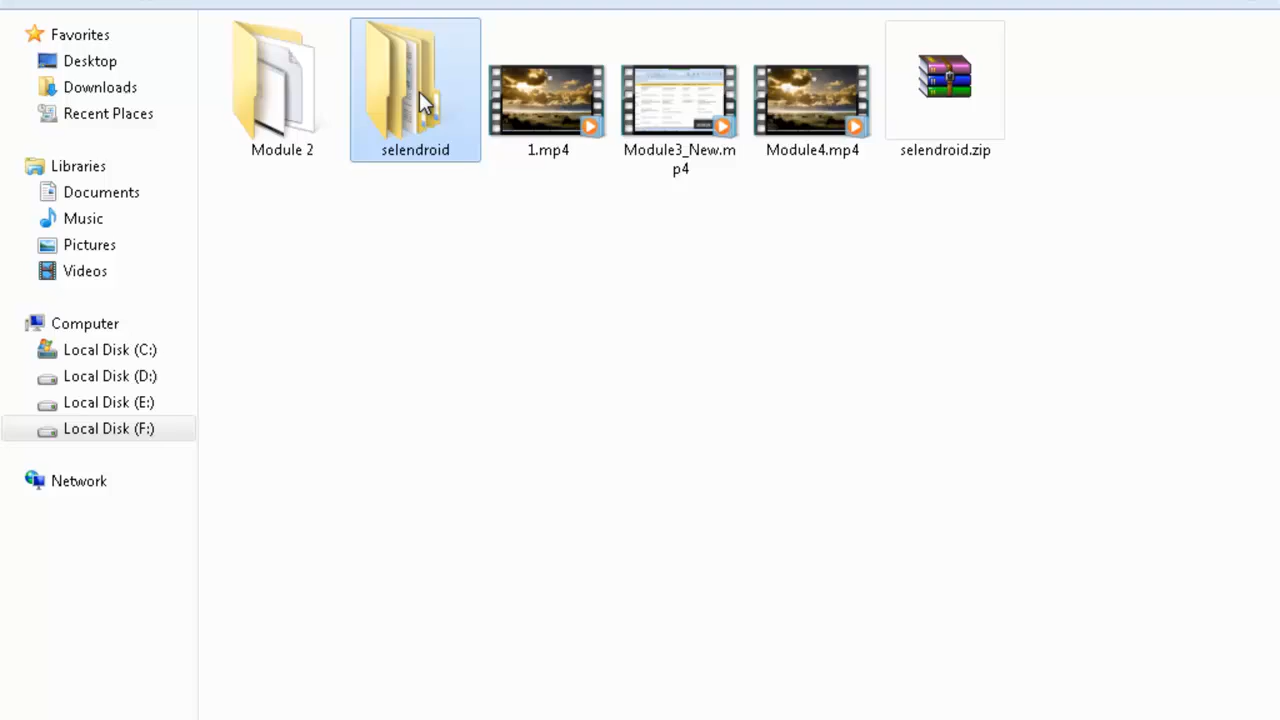 Favorites
Desktop
Downloads
Recent Places
Libraries
Documents
Music
Pictures
Videos
Computer
Local Disk (C:)
Local Disk (D:)
Local Disk (E:)
Local Disk (F:)
Network
Module 2
selendroid
1.mp4
Module3_New.m
p4
Module4.mp4
selendroid.zip